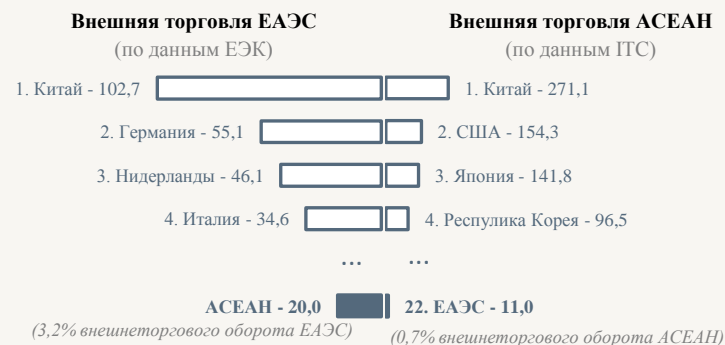 Внешняя торговля ЕАЭС
(по данным ЕЭК)
1. Китай - 102,7
2. Германия - 55,1
3. Нидерланды - 46,1
4. Италия - 34,6
...
АСЕАН - 20,0
(3,2% внешнеторгового оборота ЕАЭС)
Внешняя торговля АСЕАН
(по данным ITC)
1. Китай - 271,1
2. США - 154,3
3. Япония - 141,8
4. Респулика Корея - 96,5
...
22. ЕАЭС - 11,0
(0,7% внешнеторгового оборота АСЕАН)